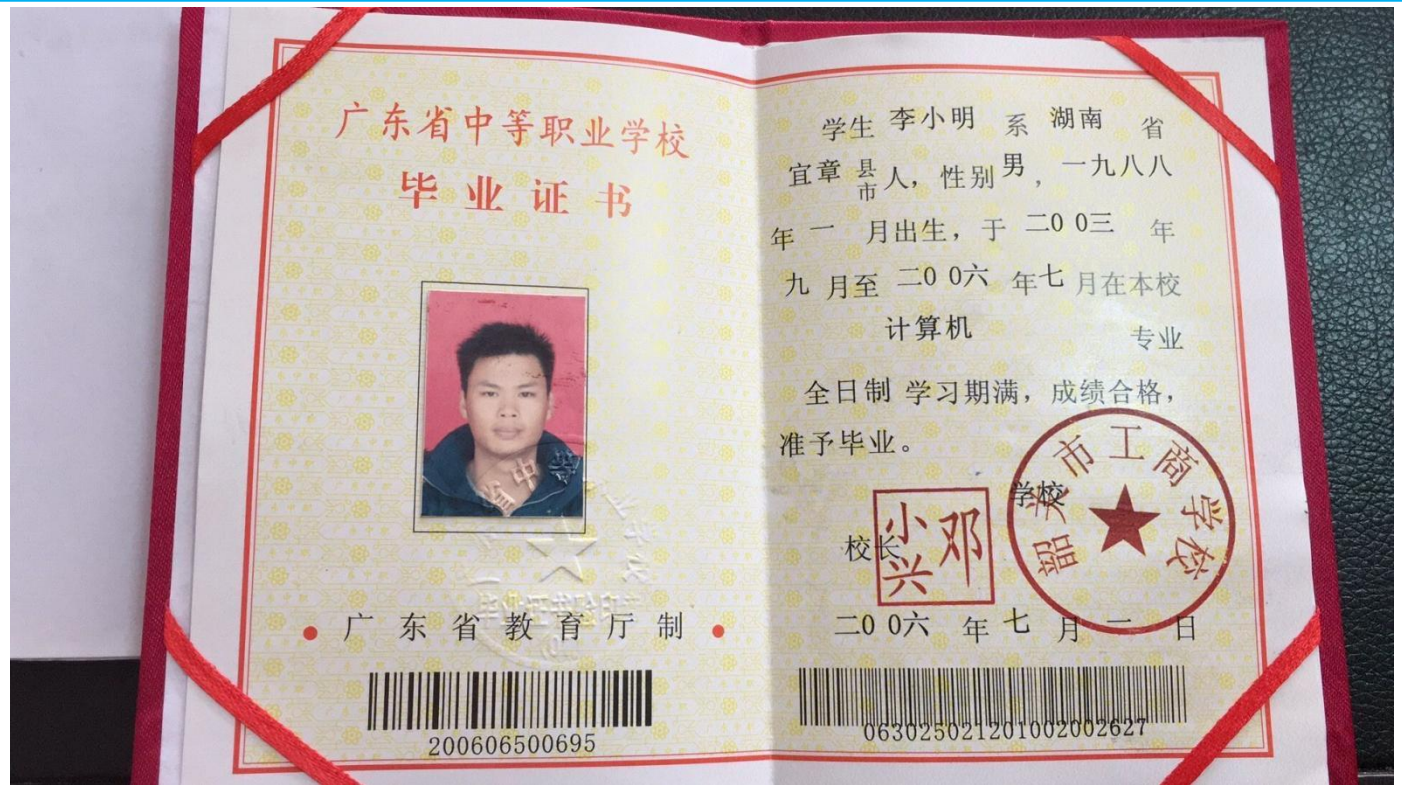 广东省中等职业学校
毕业证书
广东省教育厅制
200606500695
学生 李小明 系 湖南 省
宜章 县市 人，性别 男，一九八八
年 一 月出生，于 二00三 年
九 月至 二00六 年 七 月在本校
计算机 专业
全日制 学习期满，成绩合格，
准予毕业。
学校
韶关市工商学校
校长
邓小兴
二00六 年 七 月 一 日
063025021201002002627